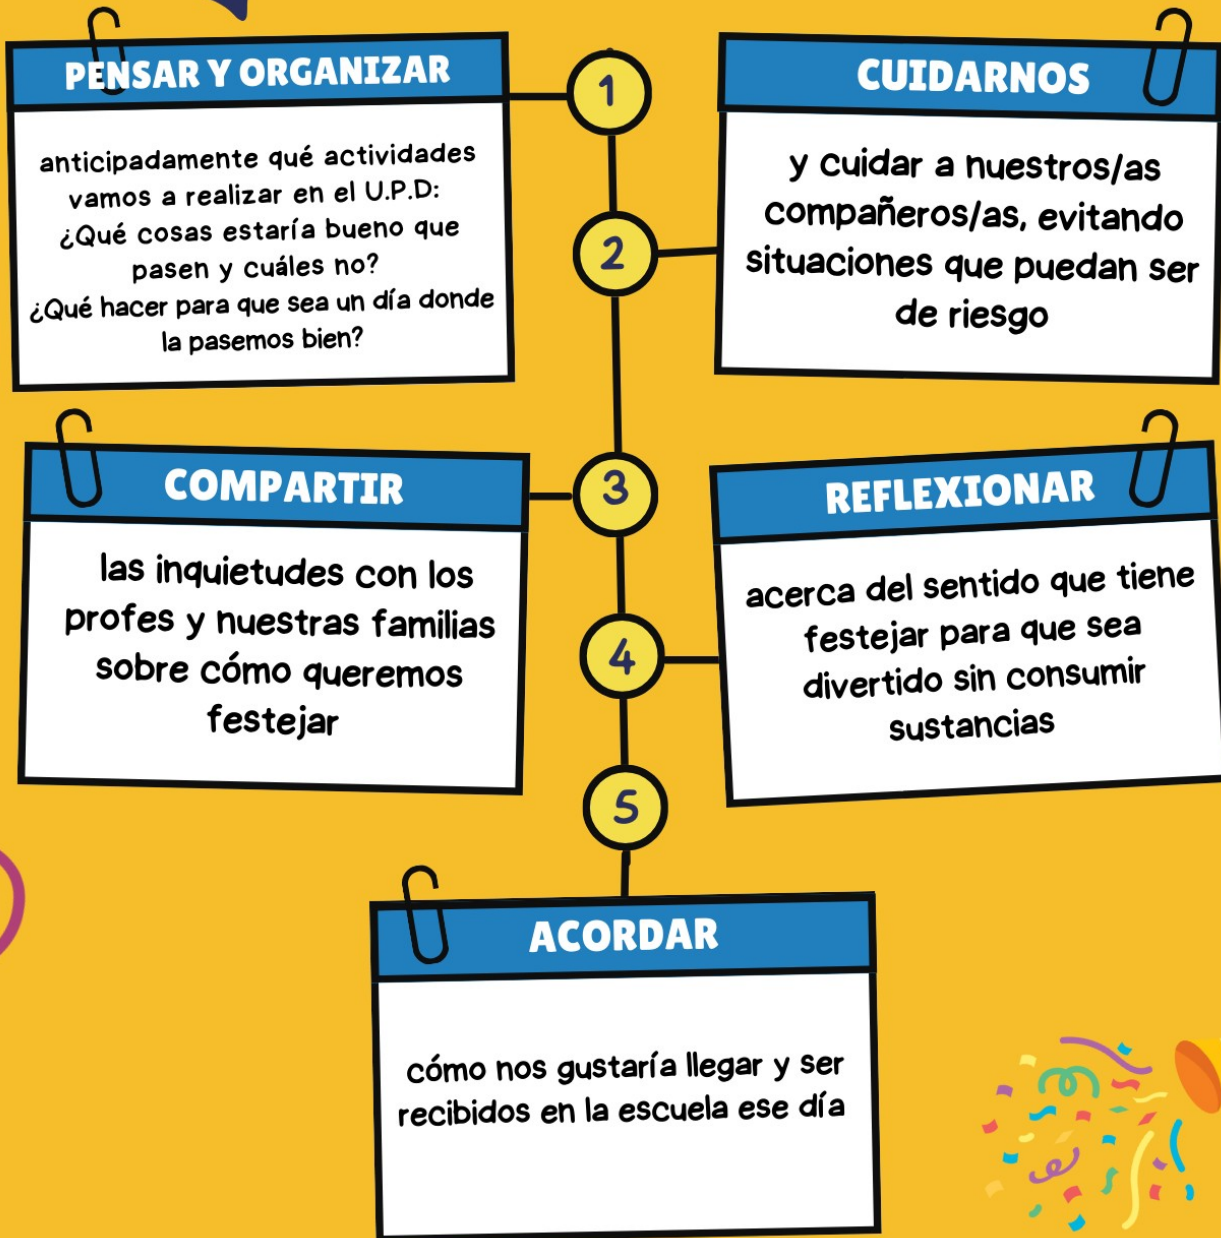 PENSAR Y ORGANIZAR
anticipadamente qué actividades
vamos a realizar en el U.P.D:
¿Qué cosas estaría bueno que
pasen y cuáles no?
¿Qué hacer para que sea un día donde
la pasemos bien?
1
CUIDARNOS
y cuidar a nuestros/as
compañeros/as, evitando
situaciones que puedan ser
de riesgo
2
COMPARTIR
las inquietudes con los
profes y nuestras familias
sobre cómo queremos
festejar
3
REFLEXIONAR
acerca del sentido que tiene
festejar para que sea
divertido sin consumir
sustancias
4
5
ACORDAR
cómo nos gustaría llegar y ser
recibidos en la escuela ese día